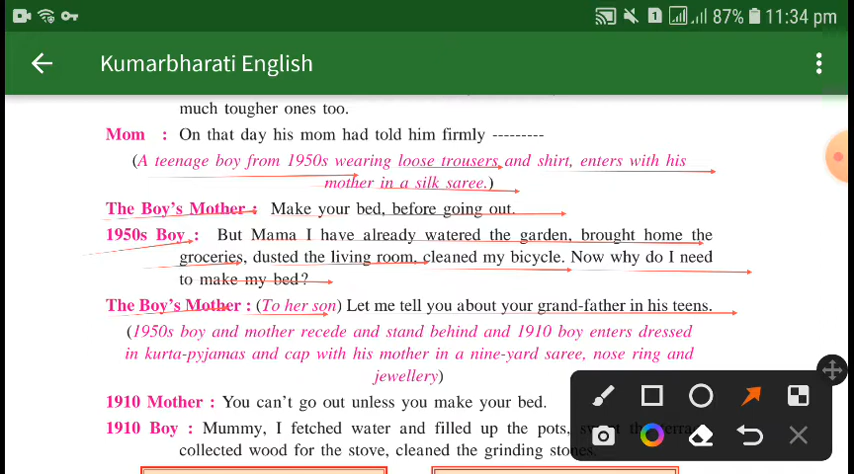 87% 11:34 pm
Kumarbharati English
much tougher ones too.
Mom : On that day his mom had told him firmly ---------
(A teenage boy from 1950s wearing loose trousers and shirt, enters with his
mother in a silk saree.)
The Boy's Mother : Make your bed, before going out.
1950s Boy : But Mama I have already watered the garden, brought home the
groceries, dusted the living room, cleaned my bicycle. Now why do I need
to make my bed?
The Boy's Mother : (To her son) Let me tell you about your grand-father in his teens.
(1950s boy and mother recede and stand behind and 1910 boy enters dressed
in kurta-pyjamas and cap with his mother in a nine-yard saree, nose ring and
jewellery)
1910 Mother : You can't go out unless you make your bed.
1910 Boy : Mummy, I fetched water and filled up the pots,
collected wood for the stove, cleaned the grinding stones.